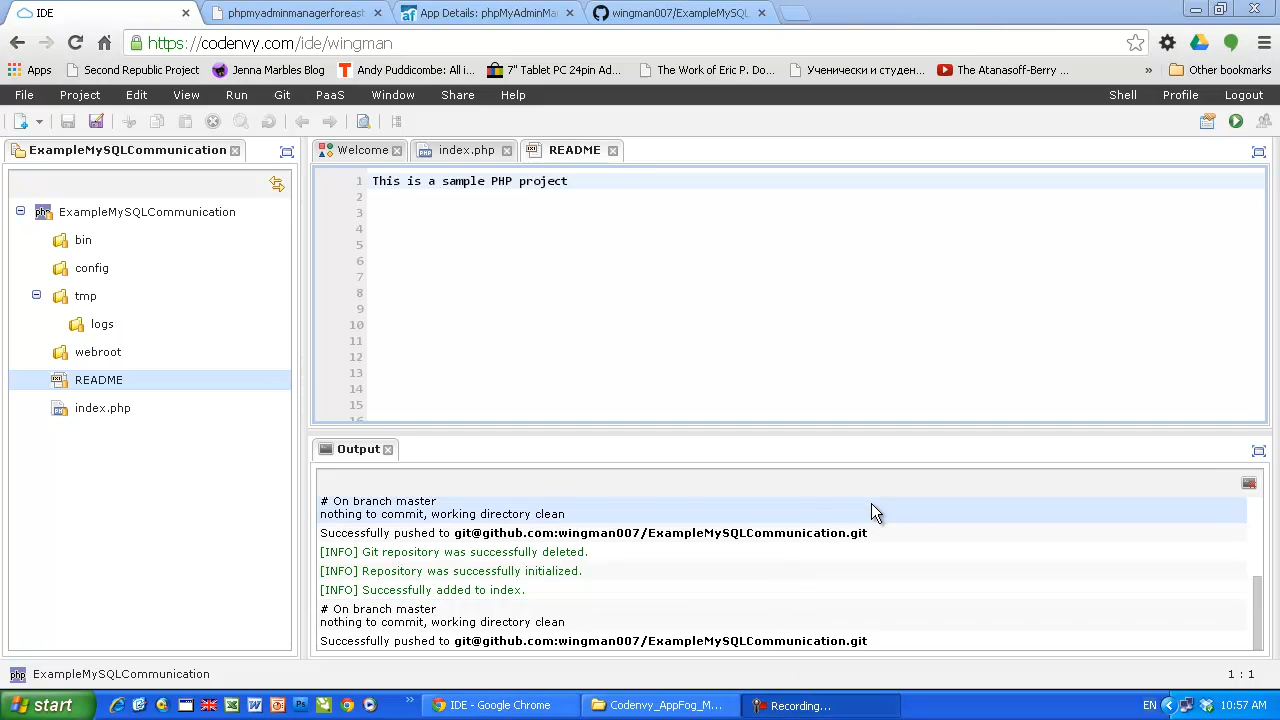 IDE
phpmyadminmanagerforeast
App Details: phpMyAdminMa
wingman007/ExampleMySQL
https://codenvy.com/ide/wingman
Apps
Second Republic Project
Jenna Marbles Blog
Andy Puddicombe: All i...
7" Tablet PC 24pin Ad...
The Work of Eric P. Do...
Ученически и студен...
The Atanasoff-Berry ...
»
Other bookmarks
File Project Edit View Run Git PaaS Window Share Help Shell Profile Logout
ExampleMySQLCommunication
Welcome index.php README
ExampleMySQLCommunication
bin
config
tmp
logs
webroot
README
index.php
1 This is a sample PHP project
2
3
4
5
6
7
8
9
10
11
12
13
14
15
16
Output
# On branch master
nothing to commit, working directory clean
Successfully pushed to git@github.com:wingman007/ExampleMySQLCommunication.git
[INFO] Git repository was successfully deleted.
[INFO] Repository was successfully initialized.
[INFO] Successfully added to index.
# On branch master
nothing to commit, working directory clean
Successfully pushed to git@github.com:wingman007/ExampleMySQLCommunication.git
ExampleMySQLCommunication
1 : 1
start
»
IDE - Google Chrome
Codenvy_AppFog_M...
Recording...
EN
10:57 AM